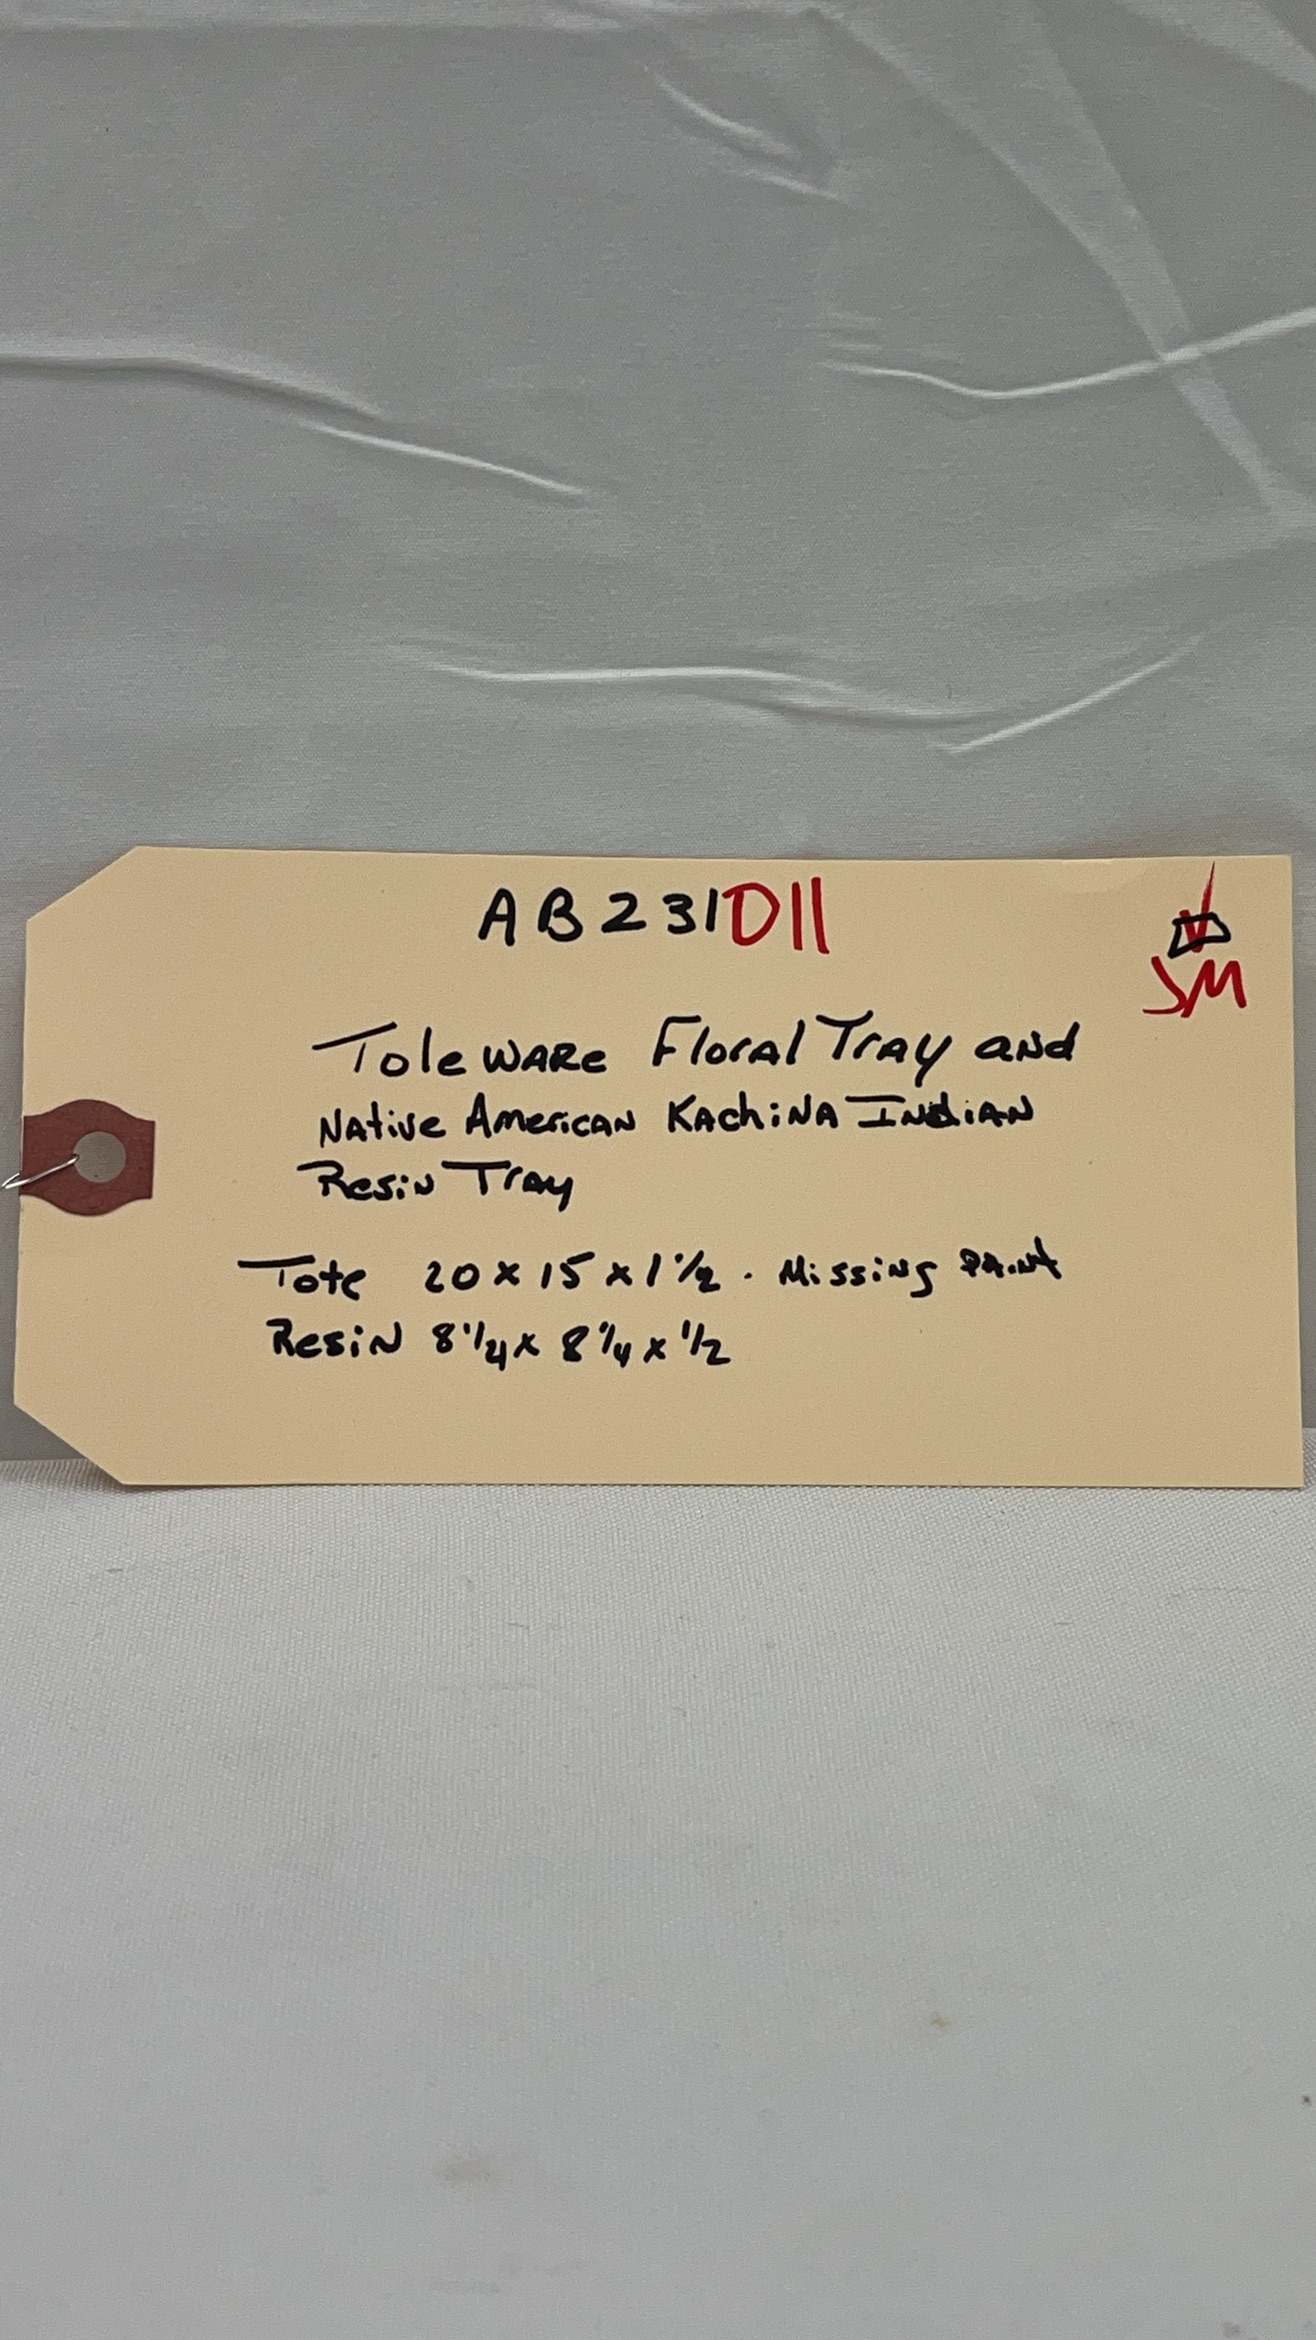 AB231D11
SM
Toleware Floral Tray and
Native American Kachina Indian
Resin Tray
Tote 20 x 15 x 1 1/2 . Missing Paint
Resin 8 1/4 x 8 1/4 x 1/2